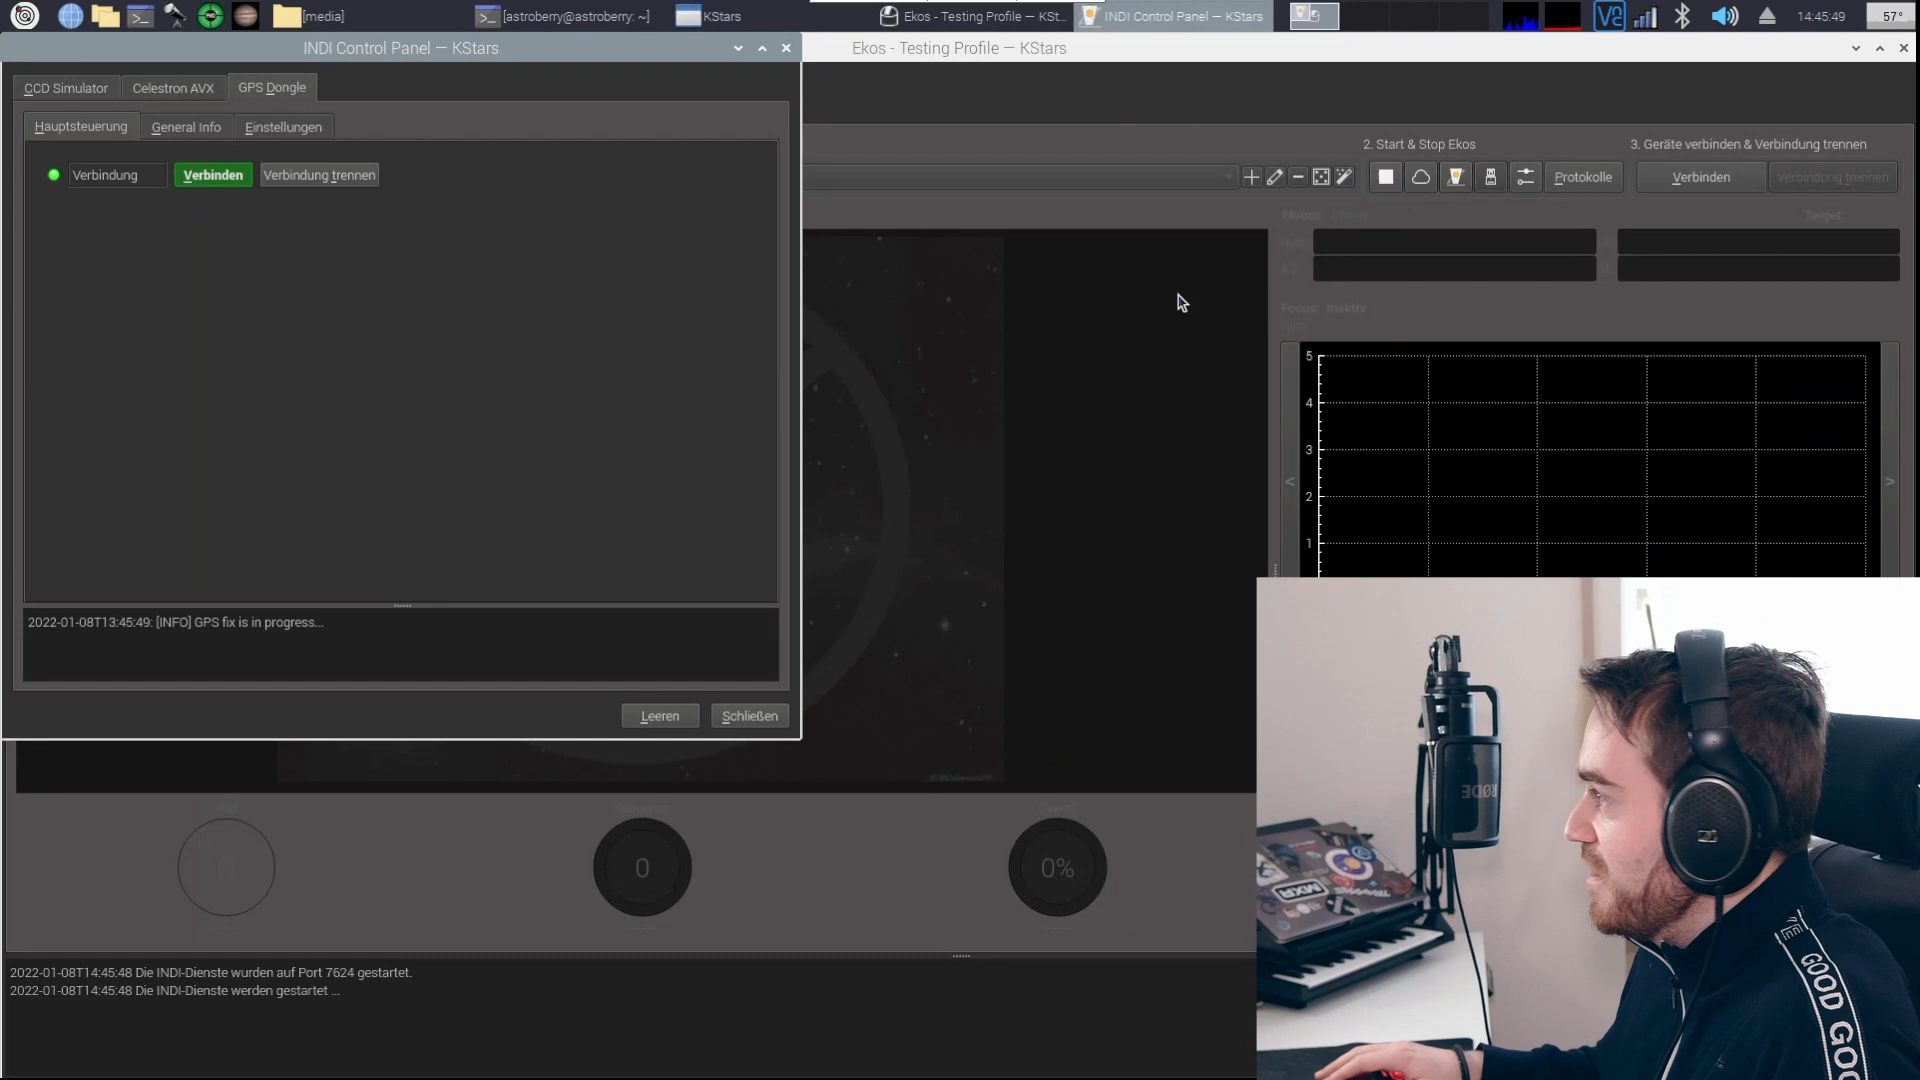 [media]
[astroberry@astroberry: ~]
KStars
Ekos - Testing Profile — KSt...
INDI Control Panel — KStars
14:45:49
57°
INDI Control Panel — KStars
Ekos - Testing Profile — KStars
CCD Simulator
Celestron AVX
GPS Dongle
Hauptsteuerung
General Info
Einstellungen
Verbindung
Verbinden
Verbindung trennen
2. Start & Stop Ekos
3. Geräte verbinden & Verbindung trennen
Protokolle
Verbinden
Verbindung trennen
Mount:
Target:
Focus: Inaktiv
5
4
3
2
1
<
>
2022-01-08T13:45:49: [INFO] GPS fix is in progress...
Leeren
Schließen
0
0%
2022-01-08T14:45:48 Die INDI-Dienste wurden auf Port 7624 gestartet.
2022-01-08T14:45:48 Die INDI-Dienste werden gestartet ...
RØDE
MXR
GOOD GO